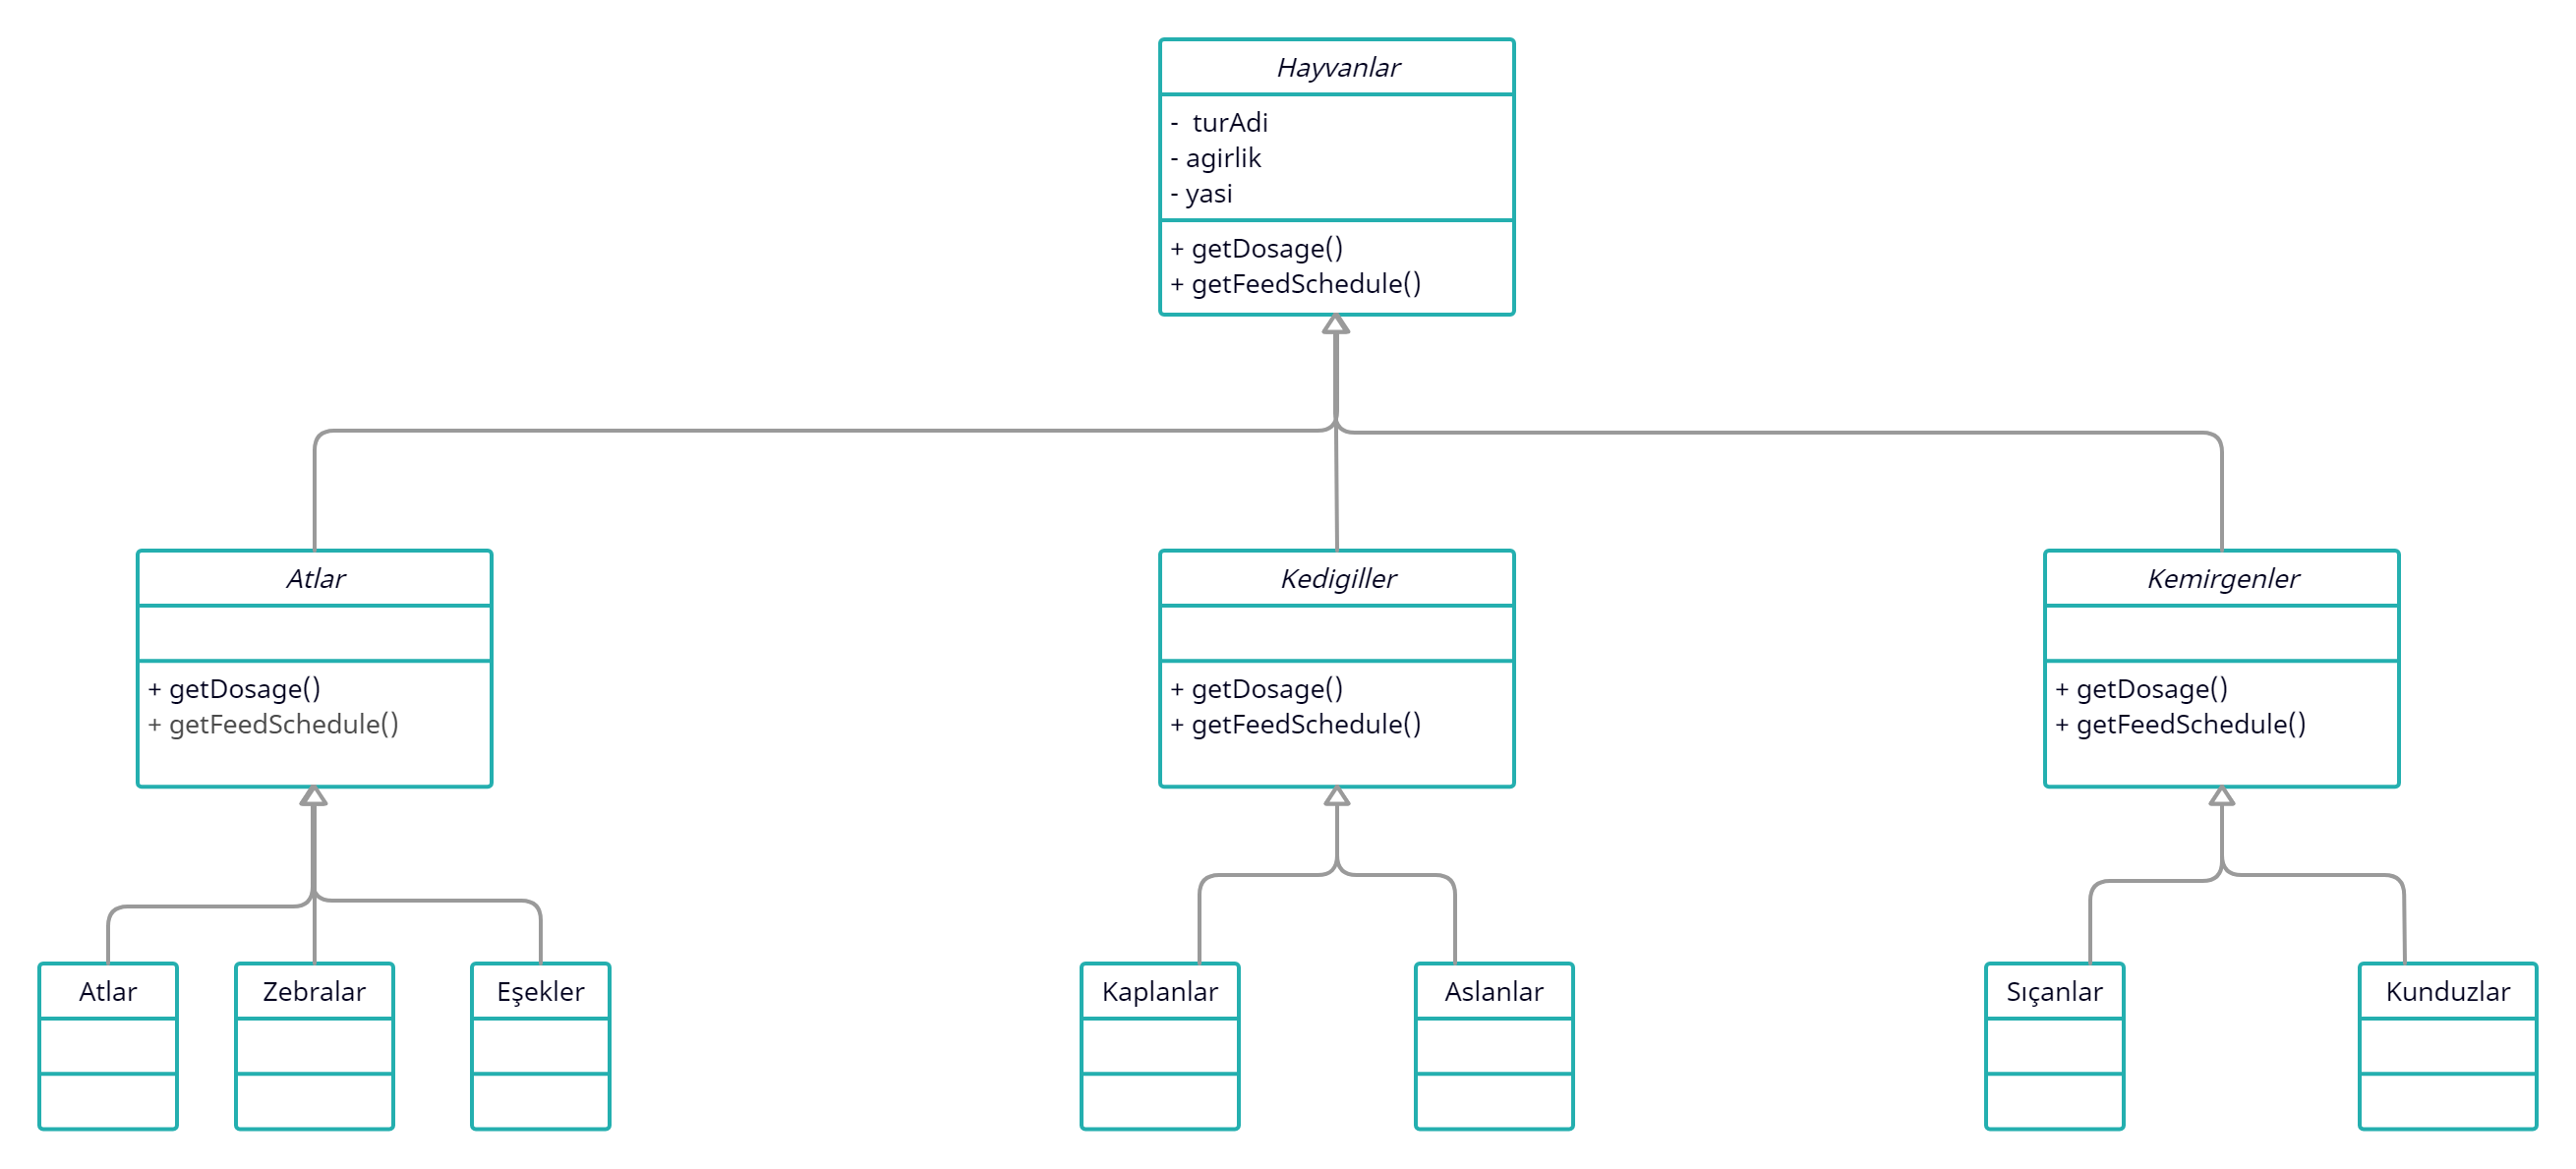 Hayvanlar
- turAdi
- agirlik
- yasi
+ getDosage()
+ getFeedSchedule()
Atlar
+ getDosage()
+ getFeedSchedule()
Kedigiller
+ getDosage()
+ getFeedSchedule()
Kemirgenler
+ getDosage()
+ getFeedSchedule()
Atlar
Zebralar
Eşekler
Kaplanlar
Aslanlar
Sıçanlar
Kunduzlar